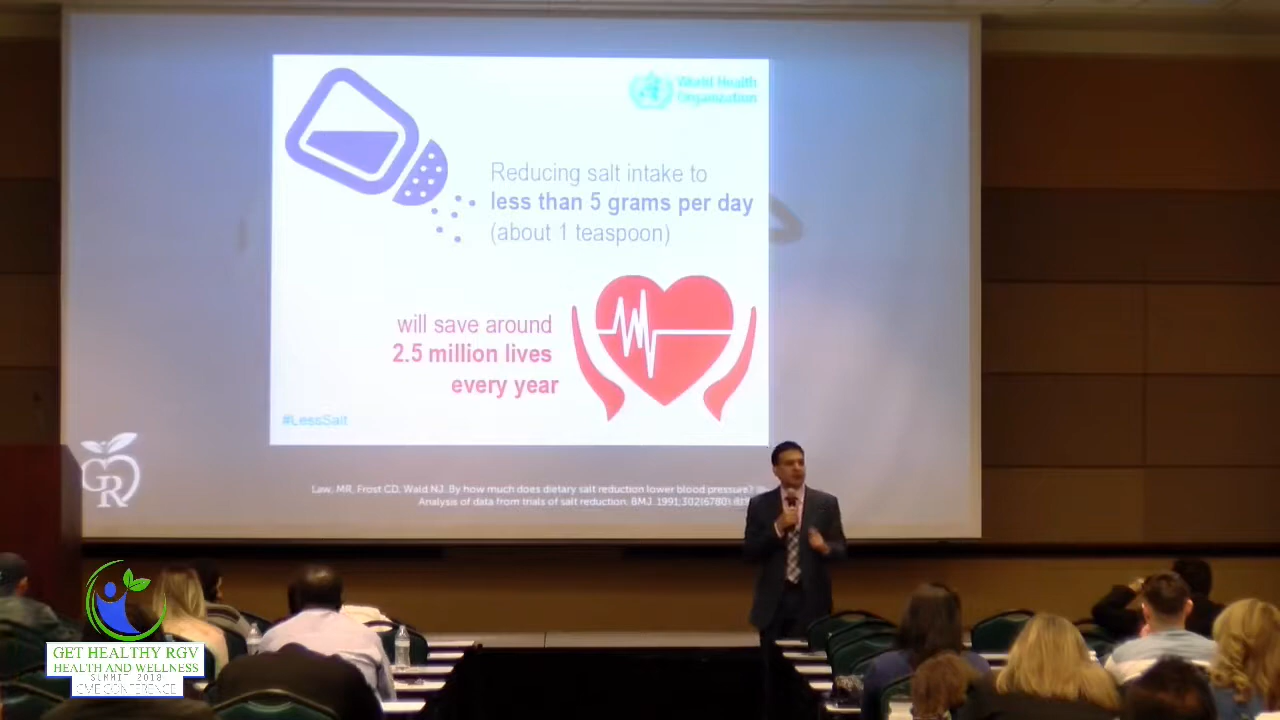 World Health
Organization
Reducing salt intake to
less than 5 grams per day
(about 1 teaspoon)
will save around
2.5 million lives
every year
#LessSalt
GR
Law, MR, Frost CD, Wald NJ. By how much does dietary salt reduction lower blood pressure?
Analysis of data from trials of salt reduction. BMJ. 1991;302(6780)
GET HEALTHY RGV
HEALTH AND WELLNESS
SUMMIT 2018
CME CONFERENCE